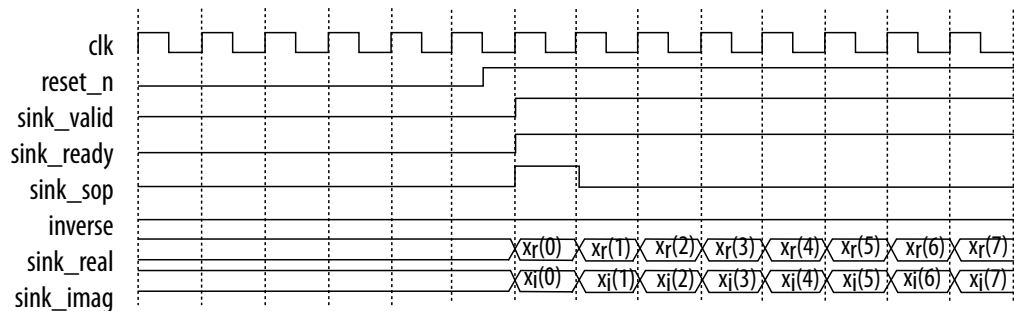 clk
reset_n
sink_valid
sink_ready
sink_sop
inverse
sink_real xr(0) xr(1) xr(2) xr(3) xr(4) xr(5) xr(6) xr(7)
sink_imag xi(0) xi(1) xi(2) xi(3) xi(4) xi(5) xi(6) xi(7)